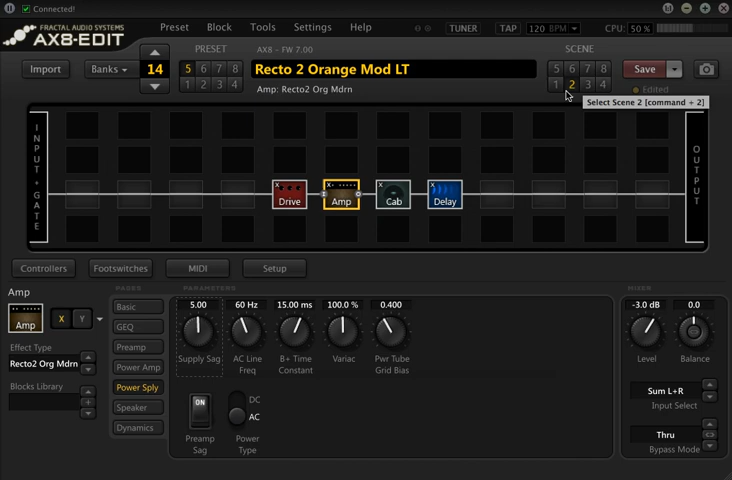 Connected!
FRACTAL AUDIO SYSTEMS
AX8-EDIT
Preset Block Tools Settings Help
TUNER TAP 120 BPM CPU: 50 %
PRESET
AX8 - FW 7.00
SCENE
Import Banks 14
5 6 7 8
1 2 3 4
Recto 2 Orange Mod LT
Amp: Recto2 Org Mdrn
5 6 7 8
1 2 3 4
Save
Edited
Select Scene 2 [command + 2]
INPUT + GATE
X Drive
X Amp
X Cab
X Delay
OUTPUT
Controllers Footswitches MIDI Setup
Amp
Amp
X Y
Effect Type
Recto2 Org Mdrn
Blocks Library
PAGES
Basic
GEQ
Preamp
Power Amp
Power Sply
Speaker
Dynamics
PARAMETERS
5.00 60 Hz 15.00 ms 100.0 % 0.400
Supply Sag AC Line Freq B+ Time Constant Variac Pwr Tube Grid Bias
ON
Preamp Sag
DC
AC
Power Type
MIXER
-3.0 dB 0.0
Level Balance
Sum L+R
Input Select
Thru
Bypass Mode